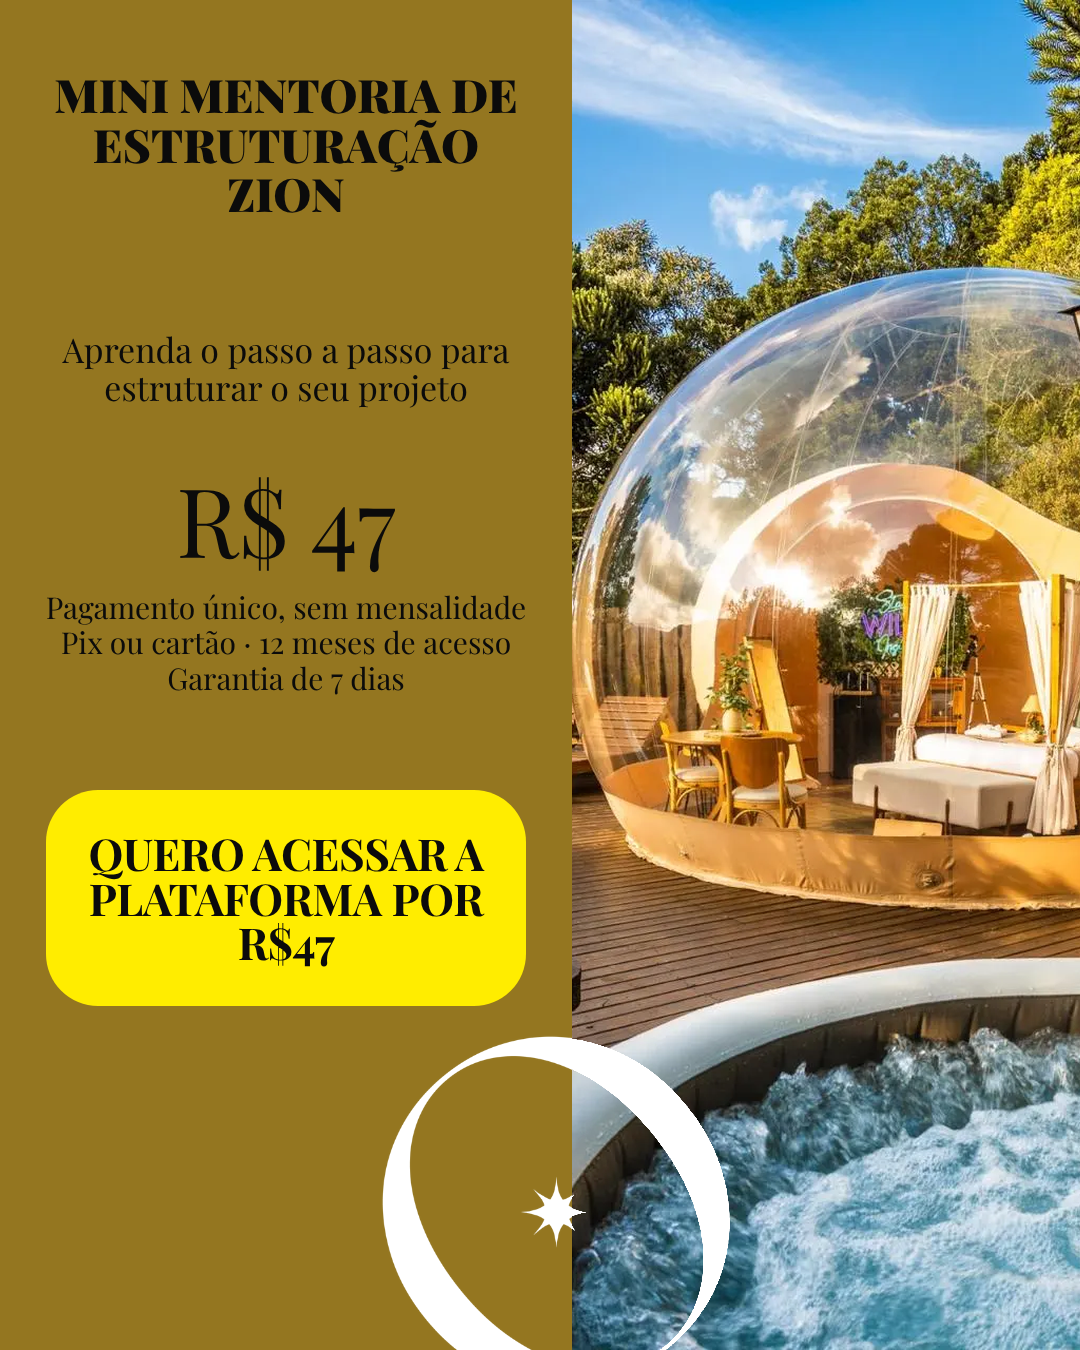 MINI MENTORIA DE
ESTRUTURAÇÃO
ZION
Aprenda o passo a passo para
estruturar o seu projeto
R$ 47
Pagamento único, sem mensalidade
Pix ou cartão · 12 meses de acesso
Garantia de 7 dias
QUERO ACESSAR A
PLATAFORMA POR
R$47